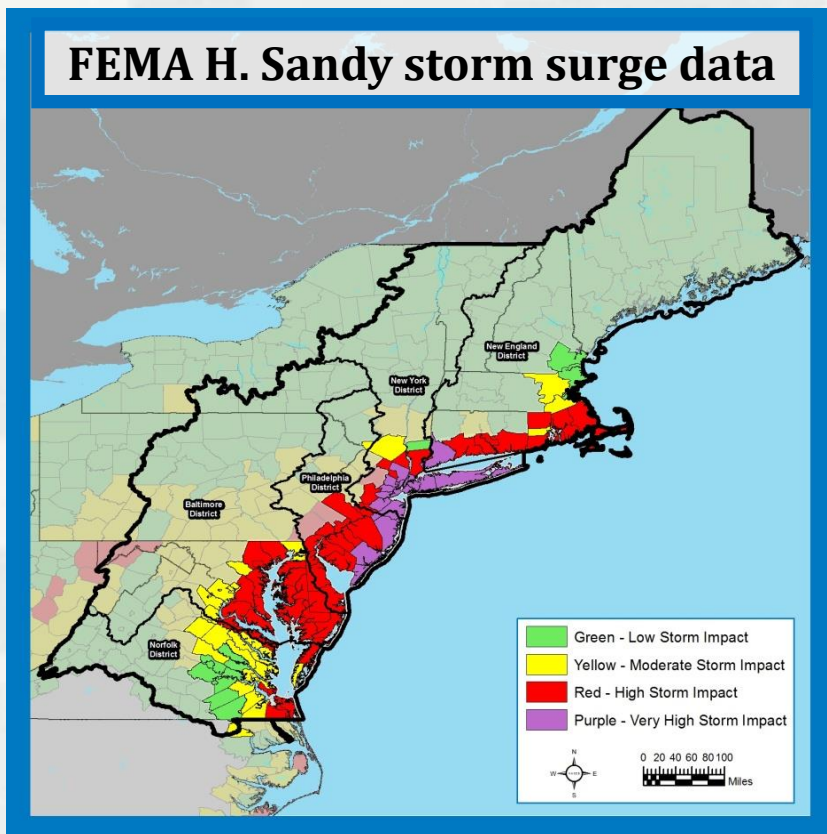 FEMA H. Sandy storm surge data
New England
District
New York
District
Philadelphia
District
Baltimore
District
Norfolk
District
Green - Low Storm Impact
Yellow - Moderate Storm Impact
Red - High Storm Impact
Purple - Very High Storm Impact
N
W
E
S
0 20 40 60 80 100
Miles